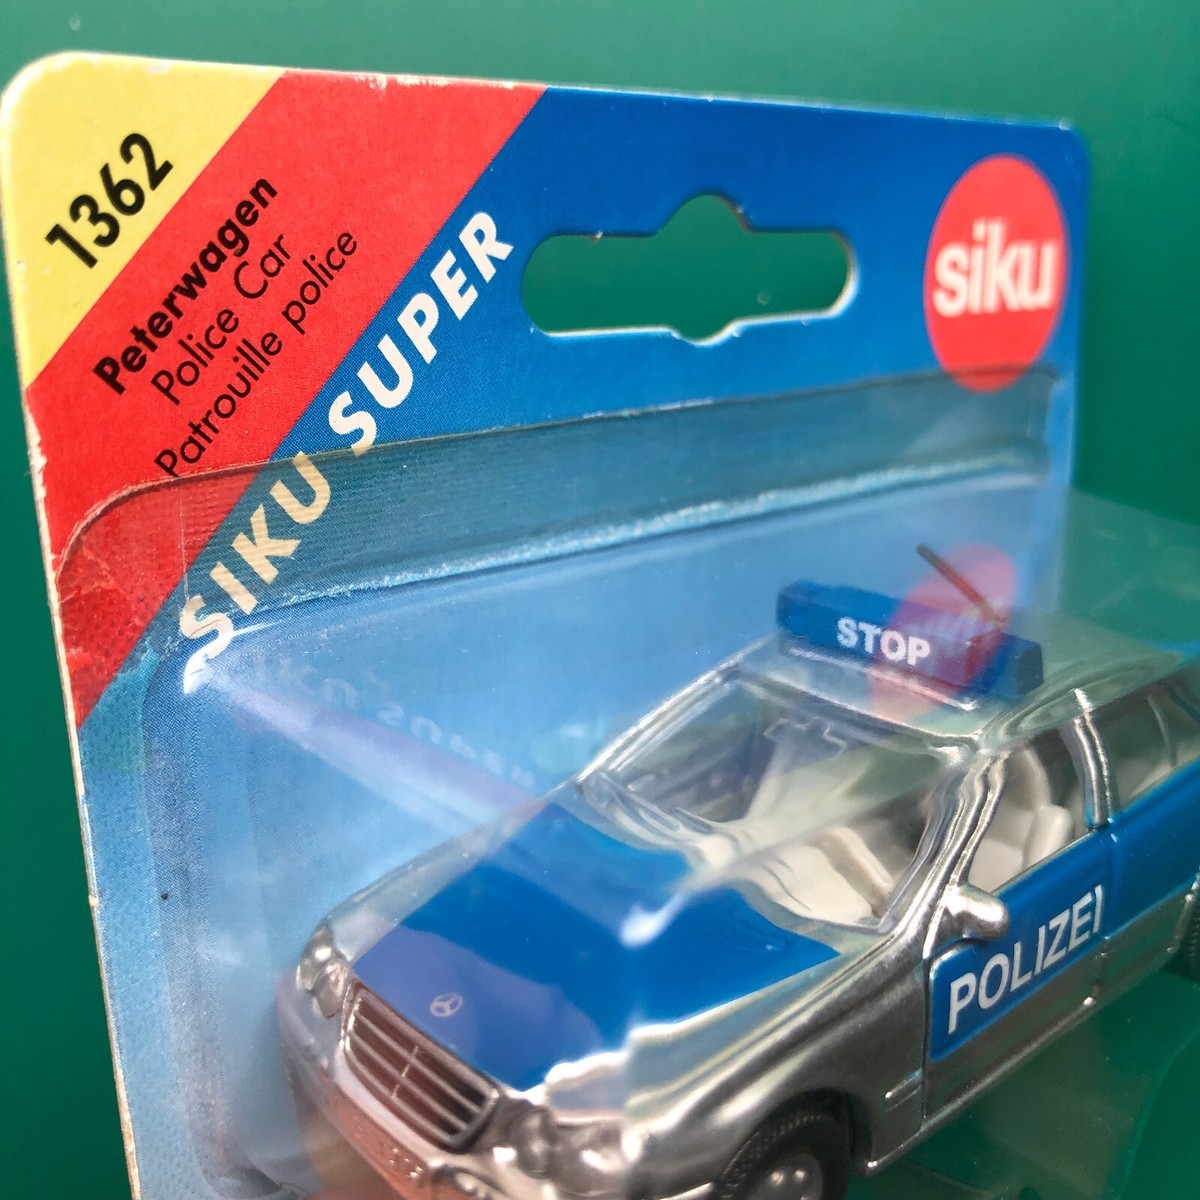 1362
Peterwagen
Police Car
Patrouille police
SIKU SUPER
siku
STOP
POLIZEI